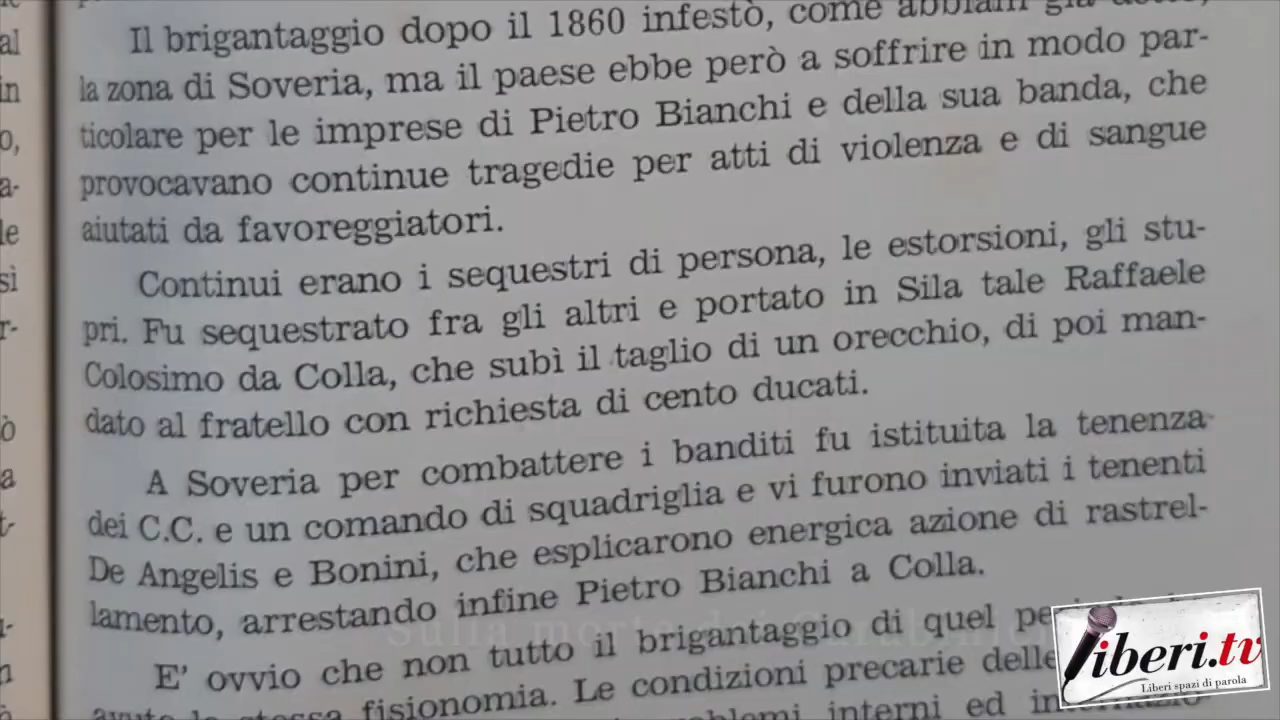 Il brigantaggio dopo il 1860 infestò, come abbiam già
la zona di Soveria, ma il paese ebbe però a soffrire in modo par-
ticolare per le imprese di Pietro Bianchi e della sua banda, che
provocavano continue tragedie per atti di violenza e di sangue
aiutati da favoreggiatori.
Continui erano i sequestri di persona, le estorsioni, gli stu-
pri. Fu sequestrato fra gli altri e portato in Sila tale Raffaele
Colosimo da Colla, che subì il taglio di un orecchio, di poi man-
dato al fratello con richiesta di cento ducati.
A Soveria per combattere i banditi fu istituita la tenenza
dei C.C. e un comando di squadriglia e vi furono inviati i tenenti
De Angelis e Bonini, che esplicarono energica azione di rastrel-
lamento, arrestando infine Pietro Bianchi a Colla.
E' ovvio che non tutto il brigantaggio di quel
stessa fisionomia. Le condizioni precarie delle
interni ed
liberi.tv
Liberi spazi di parola